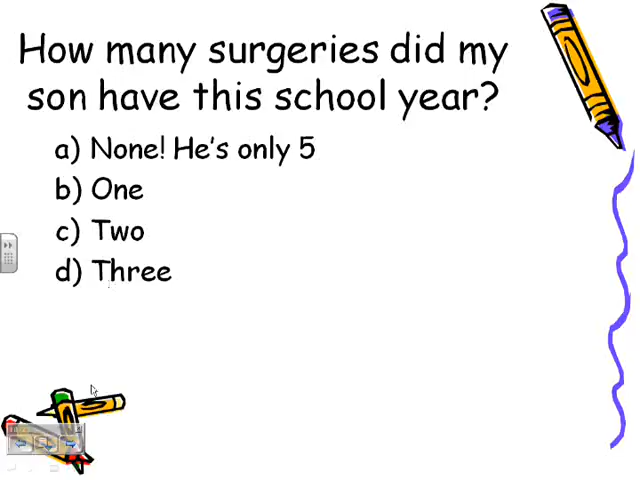 How many surgeries did my
son have this school year?
a) None! He's only 5
b) One
c) Two
d) Three